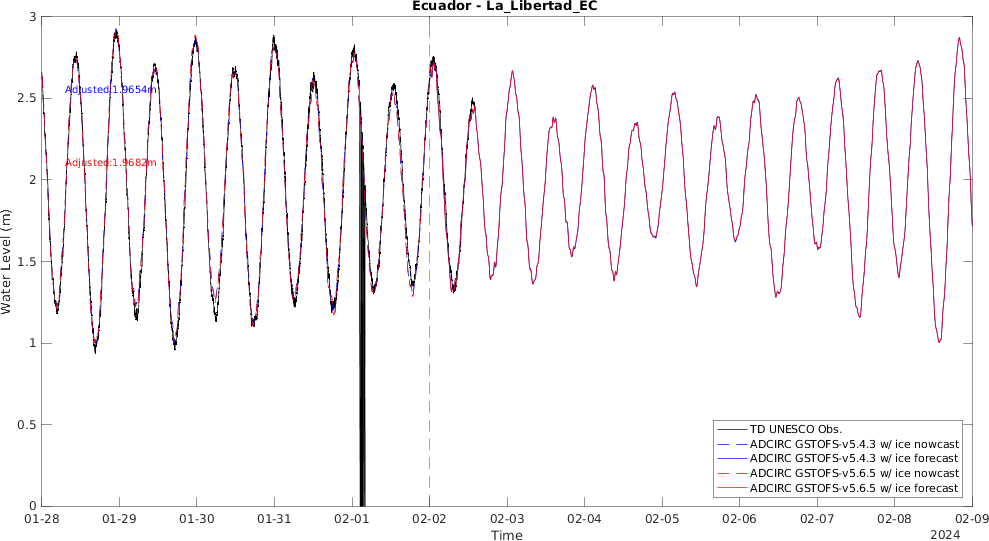 Ecuador - La_Libertad_EC
3
2.5
2
1.5
1
0.5
0
Water Level (m)
Adjusted:1.9654m
Adjusted:1.9682m
TD UNESCO Obs.
ADCIRC GSTOFS-v5.4.3 w/ ice nowcast
ADCIRC GSTOFS-v5.4.3 w/ ice forecast
ADCIRC GSTOFS-v5.6.5 w/ ice nowcast
ADCIRC GSTOFS-v5.6.5 w/ ice forecast
01-28 01-29 01-30 01-31 02-01 02-02 02-03 02-04 02-05 02-06 02-07 02-08 02-09
Time
2024